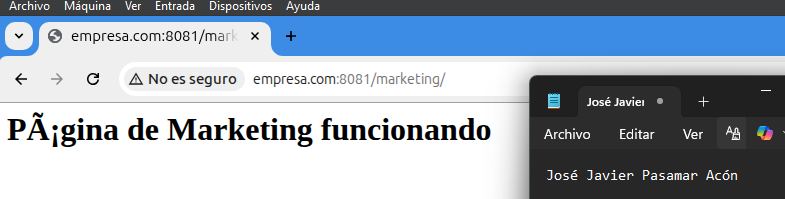 Archivo Máquina Ver Entrada Dispositivos Ayuda
empresa.com:8081/mark
No es seguro empresa.com:8081/marketing/
PÃ¡gina de Marketing funcionando
José Javier
Archivo Editar Ver
José Javier Pasamar Acón